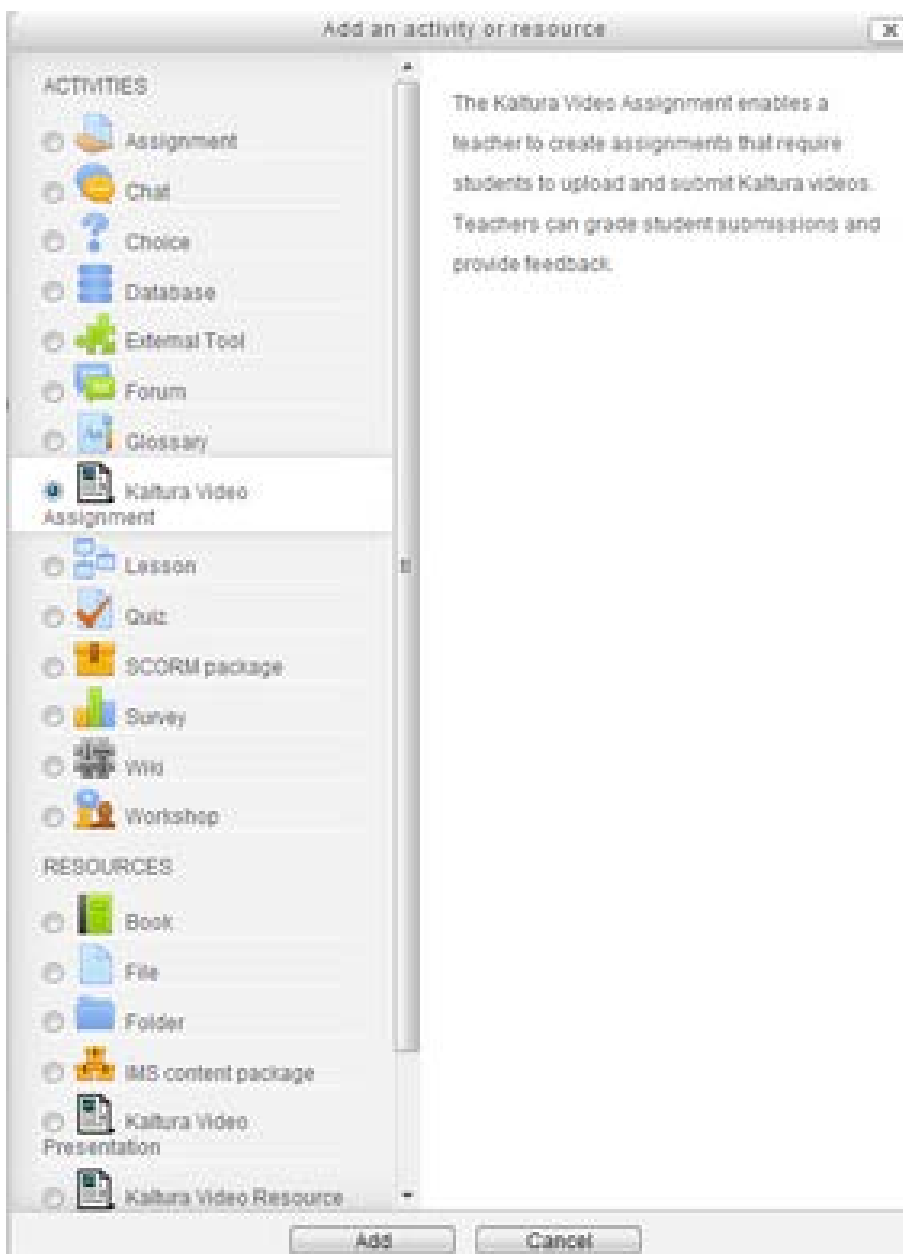 Add an activity or resource
ACTIVITIES
Assignment
Chat
Choice
Database
External Tool
Forum
Glossary
Kaltura Video
Assignment
Lesson
Quiz
SCORM package
Survey
Wiki
Workshop
RESOURCES
Book
File
Folder
IMS content package
Kaltura Video
Presentation
Kaltura Video Resource
The Kaltura Video Assignment enables a
teacher to create assignments that require
students to upload and submit Kaltura videos.
Teachers can grade student submissions and
provide feedback.
Add
Cancel